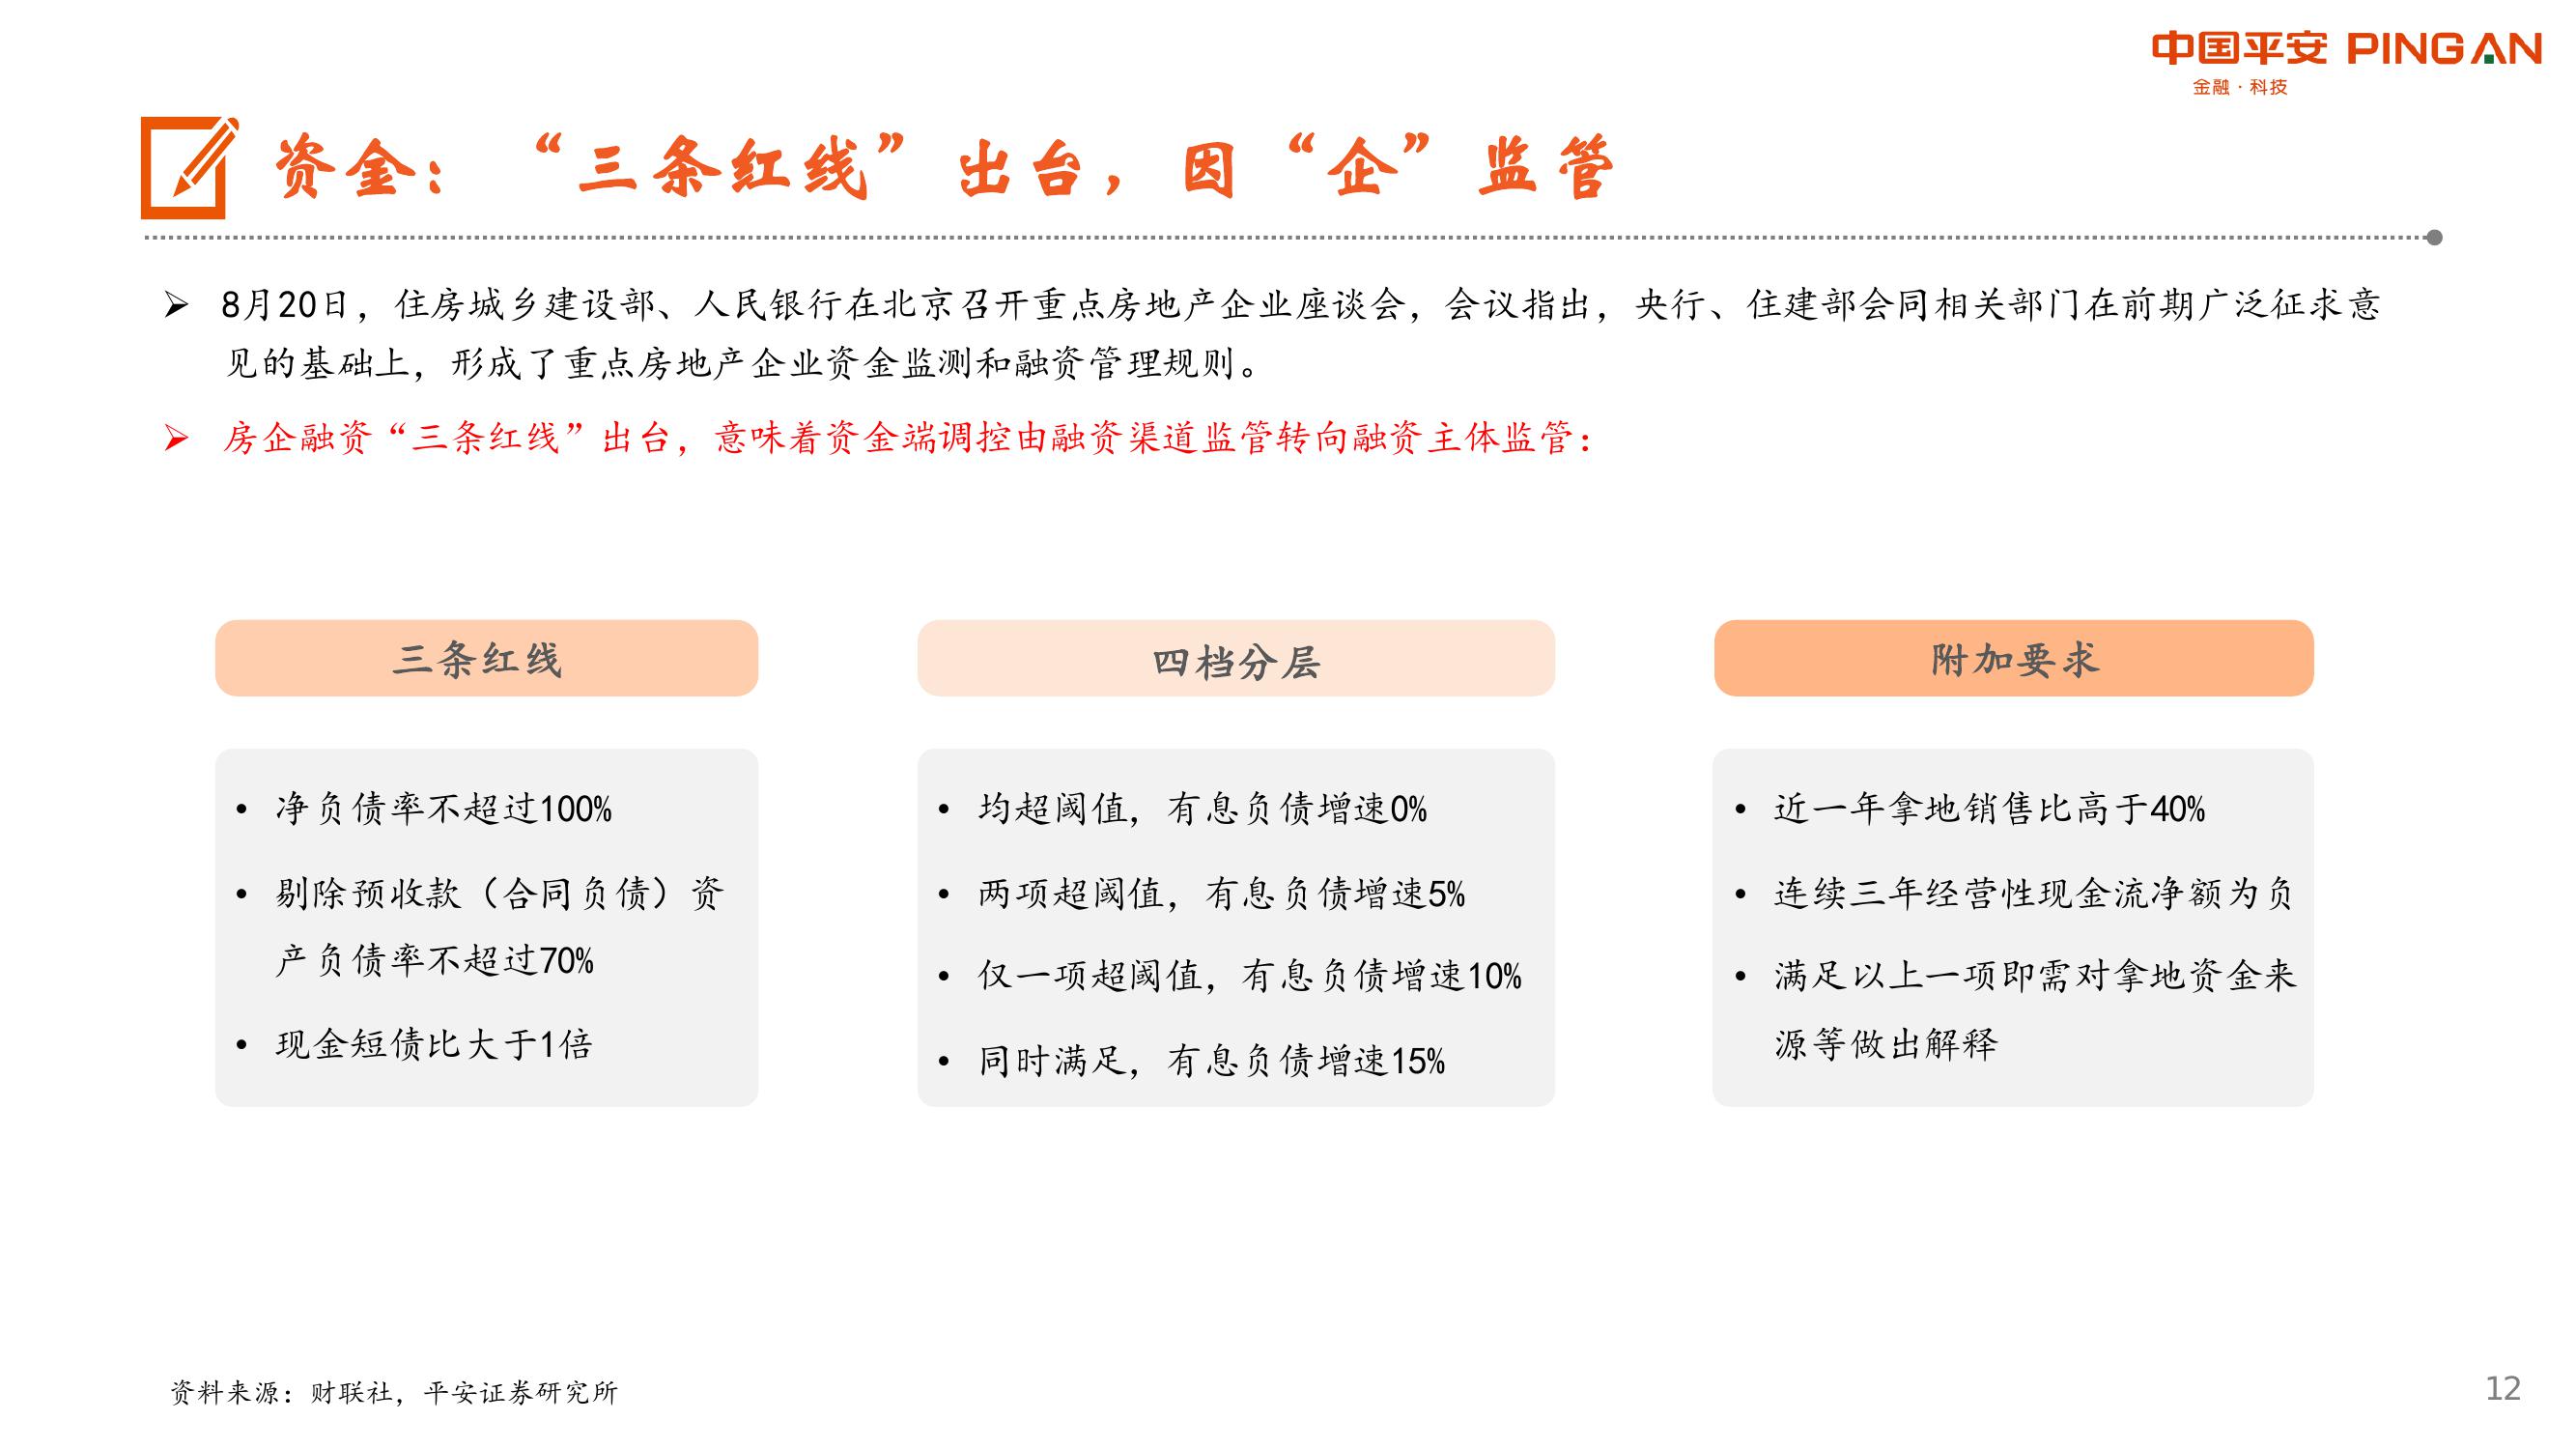 中国平安 PINGAN
金融·科技
资金：“三条红线”出台，因“企”监管
8月20日，住房城乡建设部、人民银行在北京召开重点房地产企业座谈会，会议指出，央行、住建部会同相关部门在前期广泛征求意
见的基础上，形成了重点房地产企业资金监测和融资管理规则。
房企融资“三条红线”出台，意味着资金端调控由融资渠道监管转向融资主体监管：
三条红线
• 净负债率不超过100%
• 剔除预收款（合同负债）资
产负债率不超过70%
• 现金短债比大于1倍
四档分层
• 均超阈值，有息负债增速0%
• 两项超阈值，有息负债增速5%
• 仅一项超阈值，有息负债增速10%
• 同时满足，有息负债增速15%
附加要求
• 近一年拿地销售比高于40%
• 连续三年经营性现金流净额为负
• 满足以上一项即需对拿地资金来
源等做出解释
资料来源：财联社，平安证券研究所
12